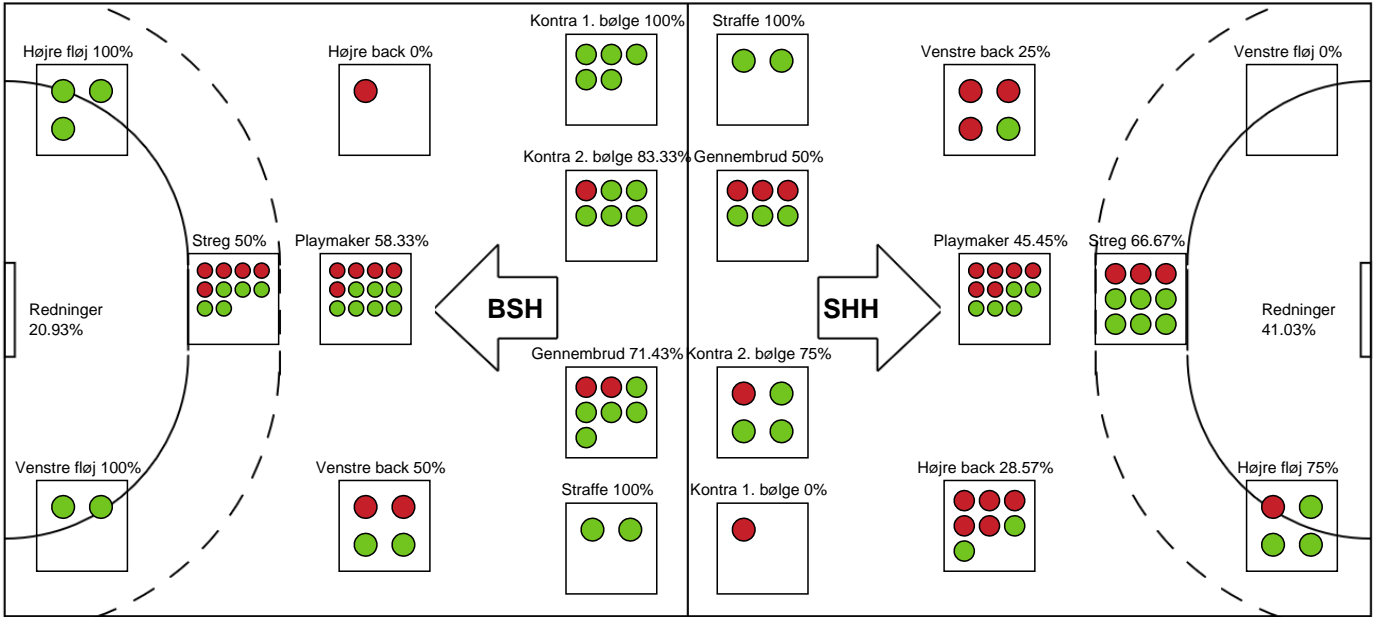 Kontra 1. bølge 100%
Straffe 100%
Højre fløj 100%
Højre back 0%
Venstre back 25%
Venstre fløj 0%
Kontra 2. bølge 83.33%
Gennembrud 50%
Streg 50%
Playmaker 58.33%
Playmaker 45.45%
Streg 66.67%
Redninger
20.93%
BSH
SHH
Redninger
41.03%
Gennembrud 71.43%
Kontra 2. bølge 75%
Venstre fløj 100%
Venstre back 50%
Højre back 28.57%
Højre fløj 75%
Straffe 100%
Kontra 1. bølge 0%